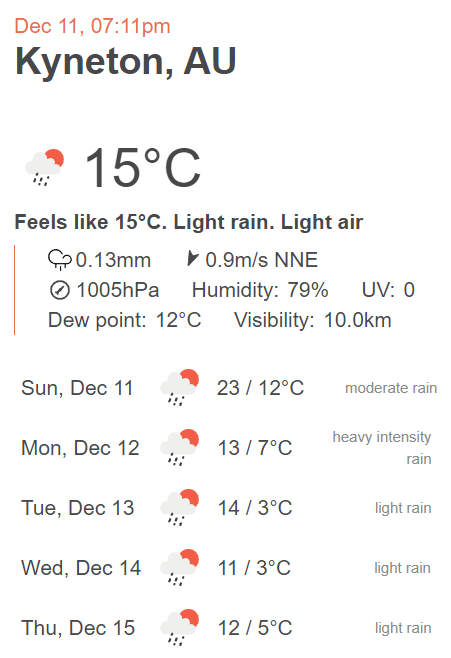 Dec 11, 07:11pm
Kyneton, AU
15°C
Feels like 15°C. Light rain. Light air
0.13mm 0.9m/s NNE
1005hPa Humidity: 79% UV: 0
Dew point: 12°C Visibility: 10.0km
Sun, Dec 11 23 / 12°C moderate rain
Mon, Dec 12 13 / 7°C heavy intensity
rain
Tue, Dec 13 14 / 3°C light rain
Wed, Dec 14 11 / 3°C light rain
Thu, Dec 15 12 / 5°C light rain